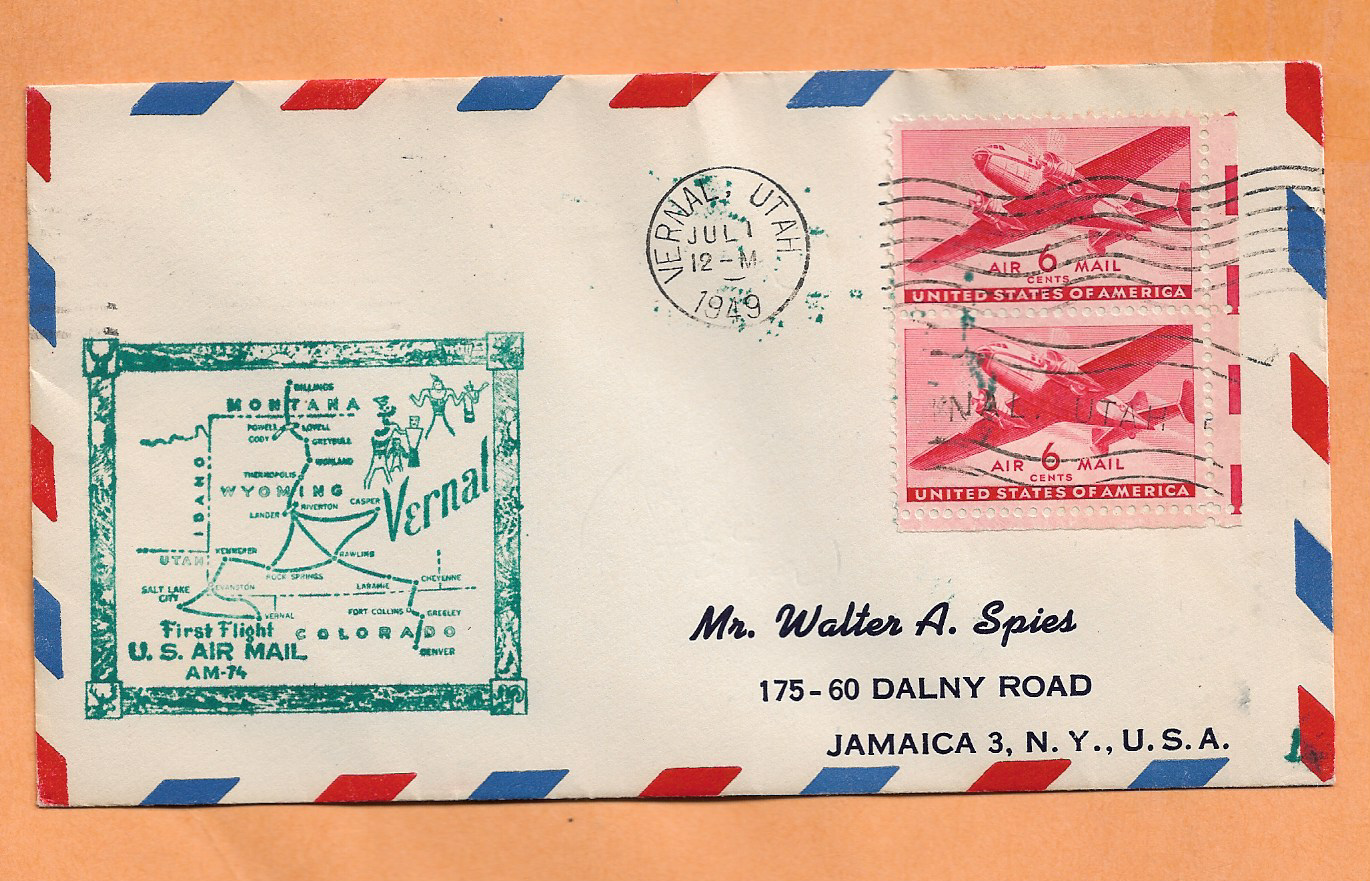 VERNAL, UTAH
JUL 1
12-M
1949
AIR 6 MAIL
CENTS
UNITED STATES OF AMERICA
AIR 6 MAIL
CENTS
UNITED STATES OF AMERICA
NAL, UTAH
BILLINGS
MONTANA
POWELL LOVELL
CODY GREYBULL
WORLAND
THERMOPOLIS
IDAHO
WYOMING
CASPER
Vernal
LANDER RIVERTON
KEMMERER RAWLINS
UTAH
ROCK SPRINGS
LARAMIE CHEYENNE
SALT LAKE
CITY
EVANSTON
VERNAL
FORT COLLINS GREELEY
First Flight COLORADO
U.S. AIR MAIL
DENVER
AM-74
Mr. Walter A. Spies
175-60 DALNY ROAD
JAMAICA 3, N. Y., U. S. A.